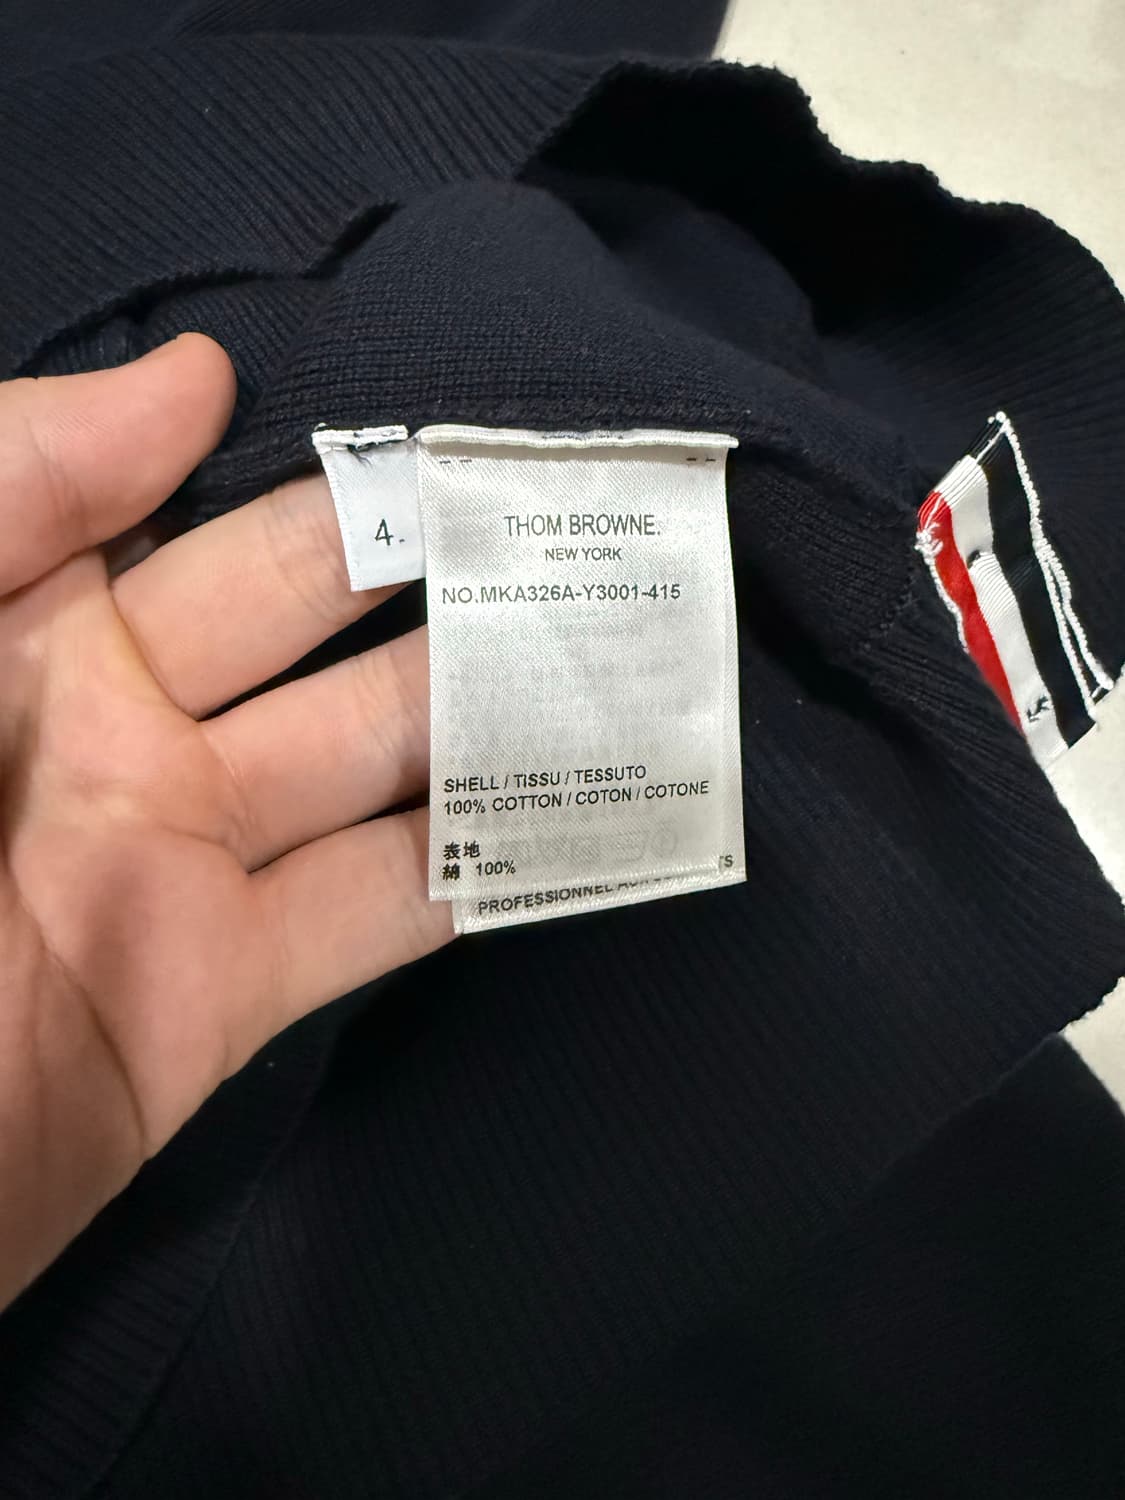 4.
THOM BROWNE.
NEW YORK
NO.MKA326A-Y3001-415
SHELL / TISSU / TESSUTO
100% COTTON / COTON / COTONE
表地
綿 100%
PROFESSIONNEL